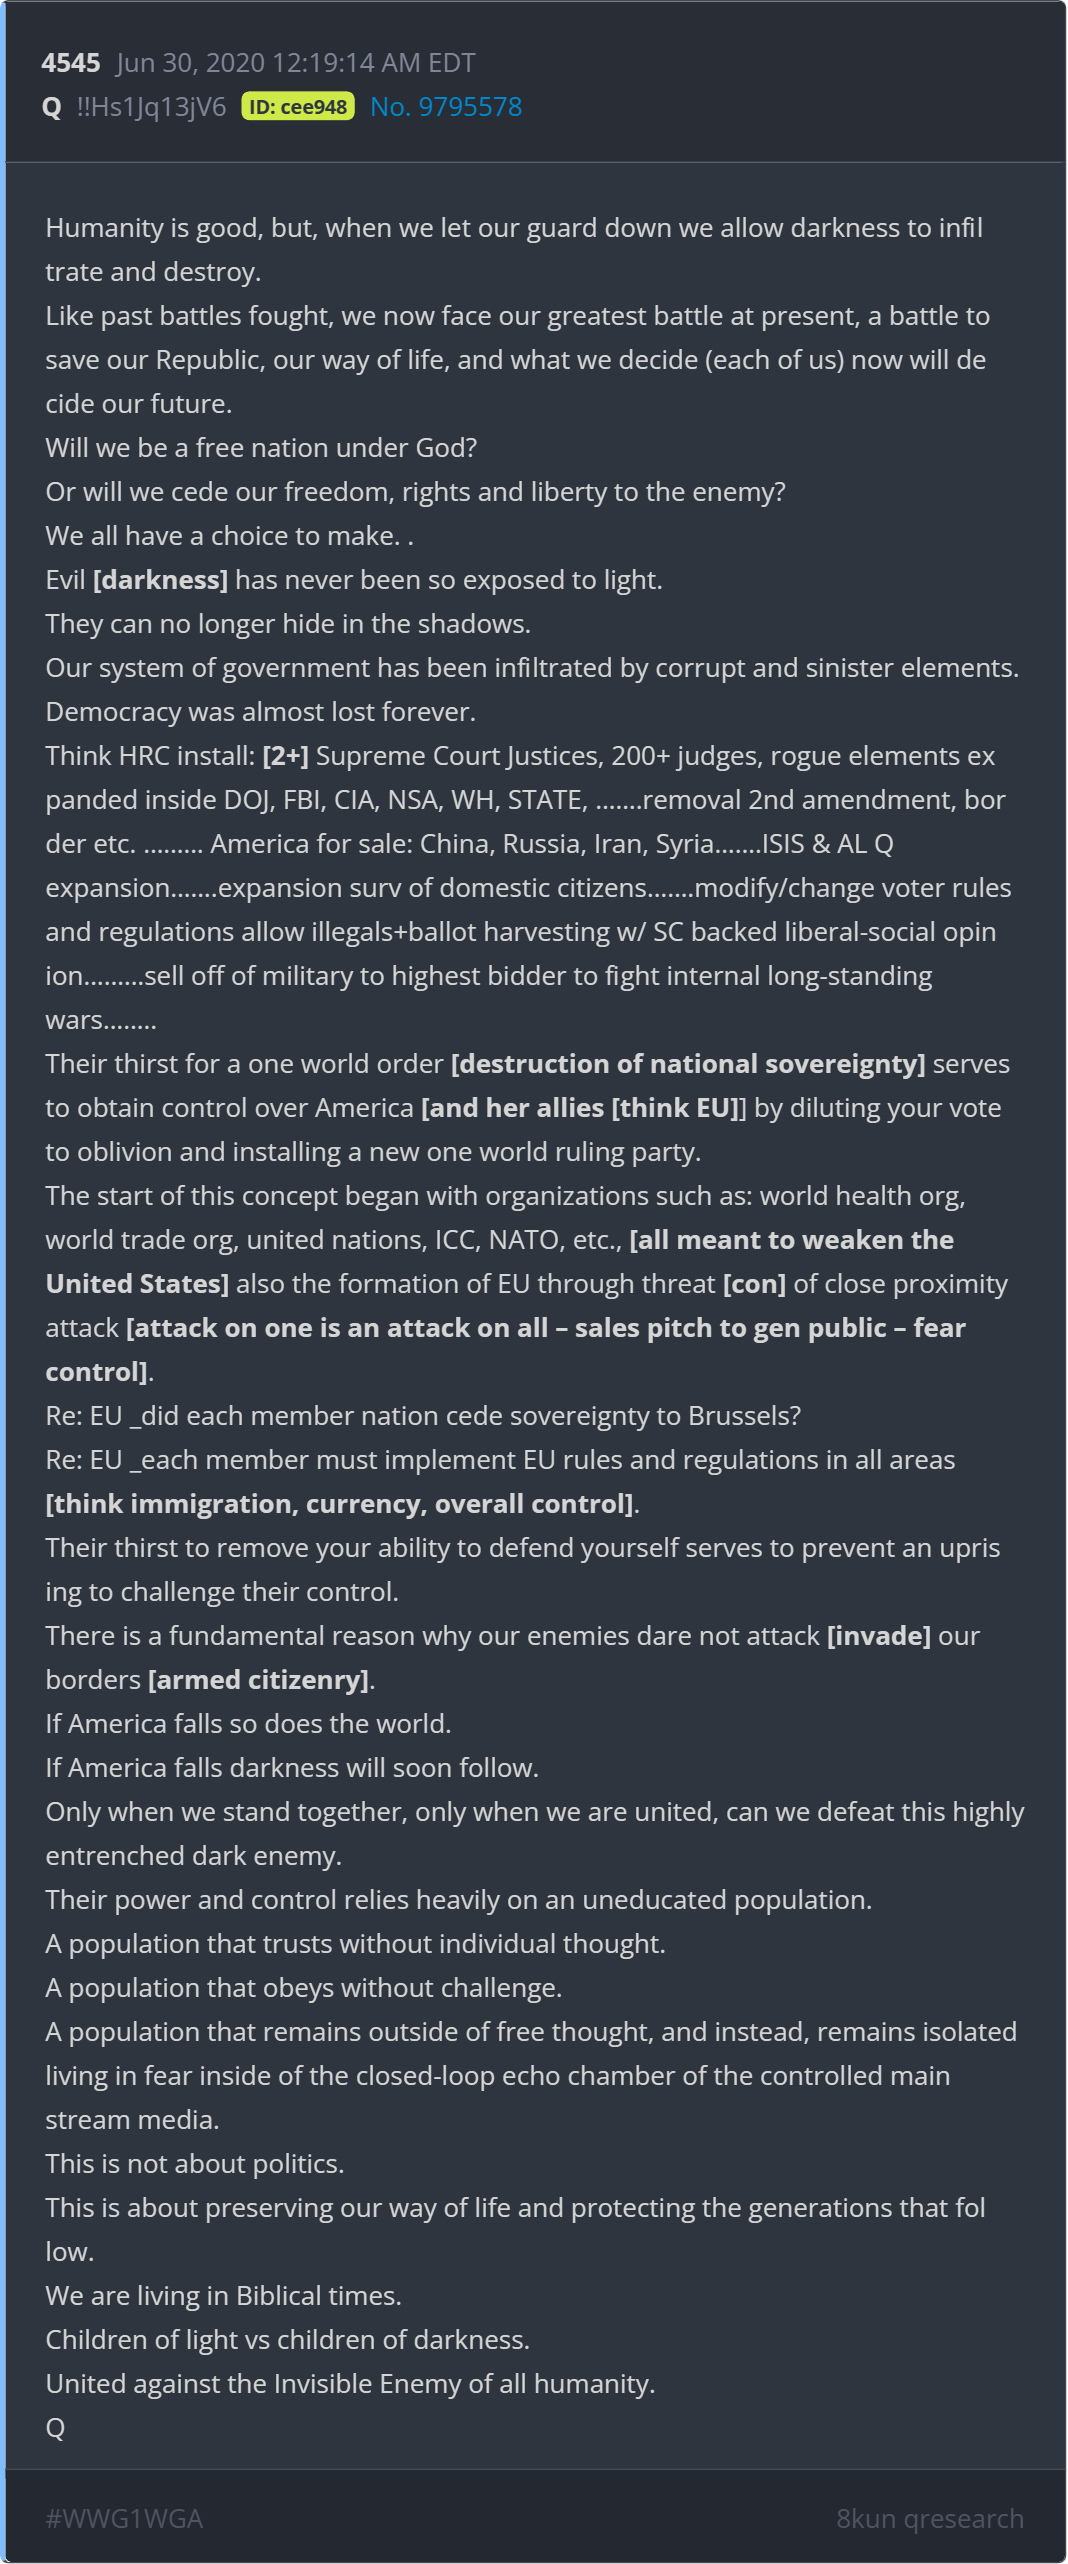 4545 Jun 30, 2020 12:19:14 AM EDT
Q !!Hs1Jq13jV6 ID: cee948 No. 9795578
Humanity is good, but, when we let our guard down we allow darkness to infil
trate and destroy.
Like past battles fought, we now face our greatest battle at present, a battle to
save our Republic, our way of life, and what we decide (each of us) now will de
cide our future.
Will we be a free nation under God?
Or will we cede our freedom, rights and liberty to the enemy?
We all have a choice to make. .
Evil [darkness] has never been so exposed to light.
They can no longer hide in the shadows.
Our system of government has been infiltrated by corrupt and sinister elements.
Democracy was almost lost forever.
Think HRC install: [2+] Supreme Court Justices, 200+ judges, rogue elements ex
panded inside DOJ, FBI, CIA, NSA, WH, STATE, …….removal 2nd amendment, bor
der etc. ……... America for sale: China, Russia, Iran, Syria…….ISIS & AL Q
expansion…….expansion surv of domestic citizens…….modify/change voter rules
and regulations allow illegals+ballot harvesting w/ SC backed liberal-social opin
ion………sell off of military to highest bidder to fight internal long-standing
wars……..
Their thirst for a one world order [destruction of national sovereignty] serves
to obtain control over America [and her allies [think EU]] by diluting your vote
to oblivion and installing a new one world ruling party.
The start of this concept began with organizations such as: world health org,
world trade org, united nations, ICC, NATO, etc., [all meant to weaken the
United States] also the formation of EU through threat [con] of close proximity
attack [attack on one is an attack on all – sales pitch to gen public – fear
control].
Re: EU _did each member nation cede sovereignty to Brussels?
Re: EU _each member must implement EU rules and regulations in all areas
[think immigration, currency, overall control].
Their thirst to remove your ability to defend yourself serves to prevent an upris
ing to challenge their control.
There is a fundamental reason why our enemies dare not attack [invade] our
borders [armed citizenry].
If America falls so does the world.
If America falls darkness will soon follow.
Only when we stand together, only when we are united, can we defeat this highly
entrenched dark enemy.
Their power and control relies heavily on an uneducated population.
A population that trusts without individual thought.
A population that obeys without challenge.
A population that remains outside of free thought, and instead, remains isolated
living in fear inside of the closed-loop echo chamber of the controlled main
stream media.
This is not about politics.
This is about preserving our way of life and protecting the generations that fol
low.
We are living in Biblical times.
Children of light vs children of darkness.
United against the Invisible Enemy of all humanity.
Q
#WWG1WGA 8kun qresearch